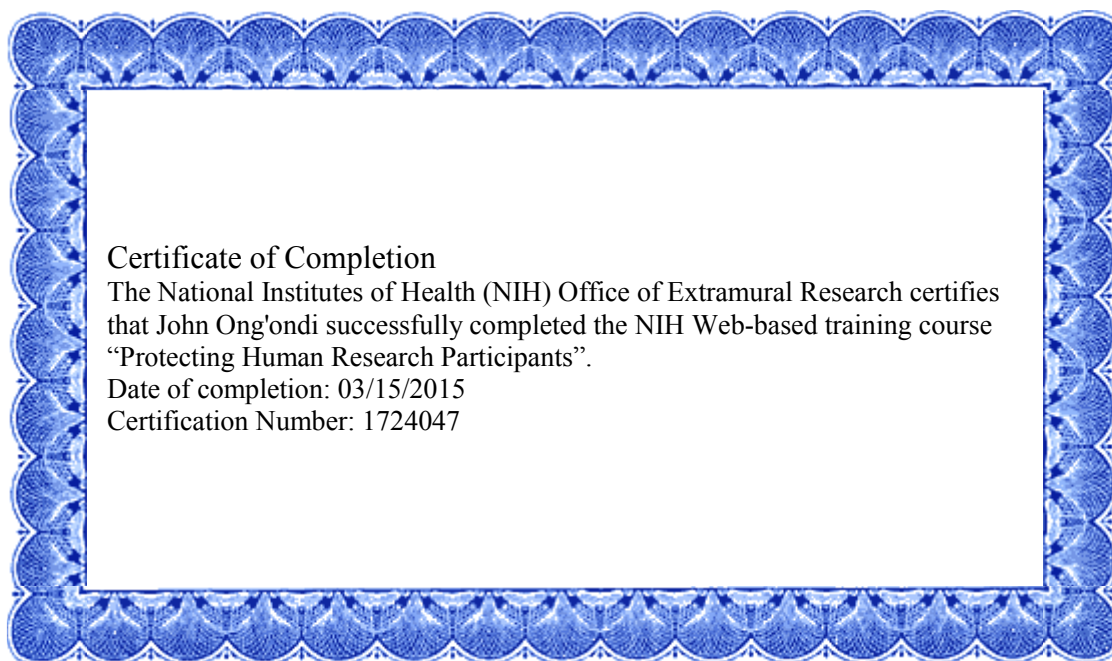 Certificate of Completion
The National Institutes of Health (NIH) Office of Extramural Research certifies
that John Ong'ondi successfully completed the NIH Web-based training course
“Protecting Human Research Participants”.
Date of completion: 03/15/2015
Certification Number: 1724047